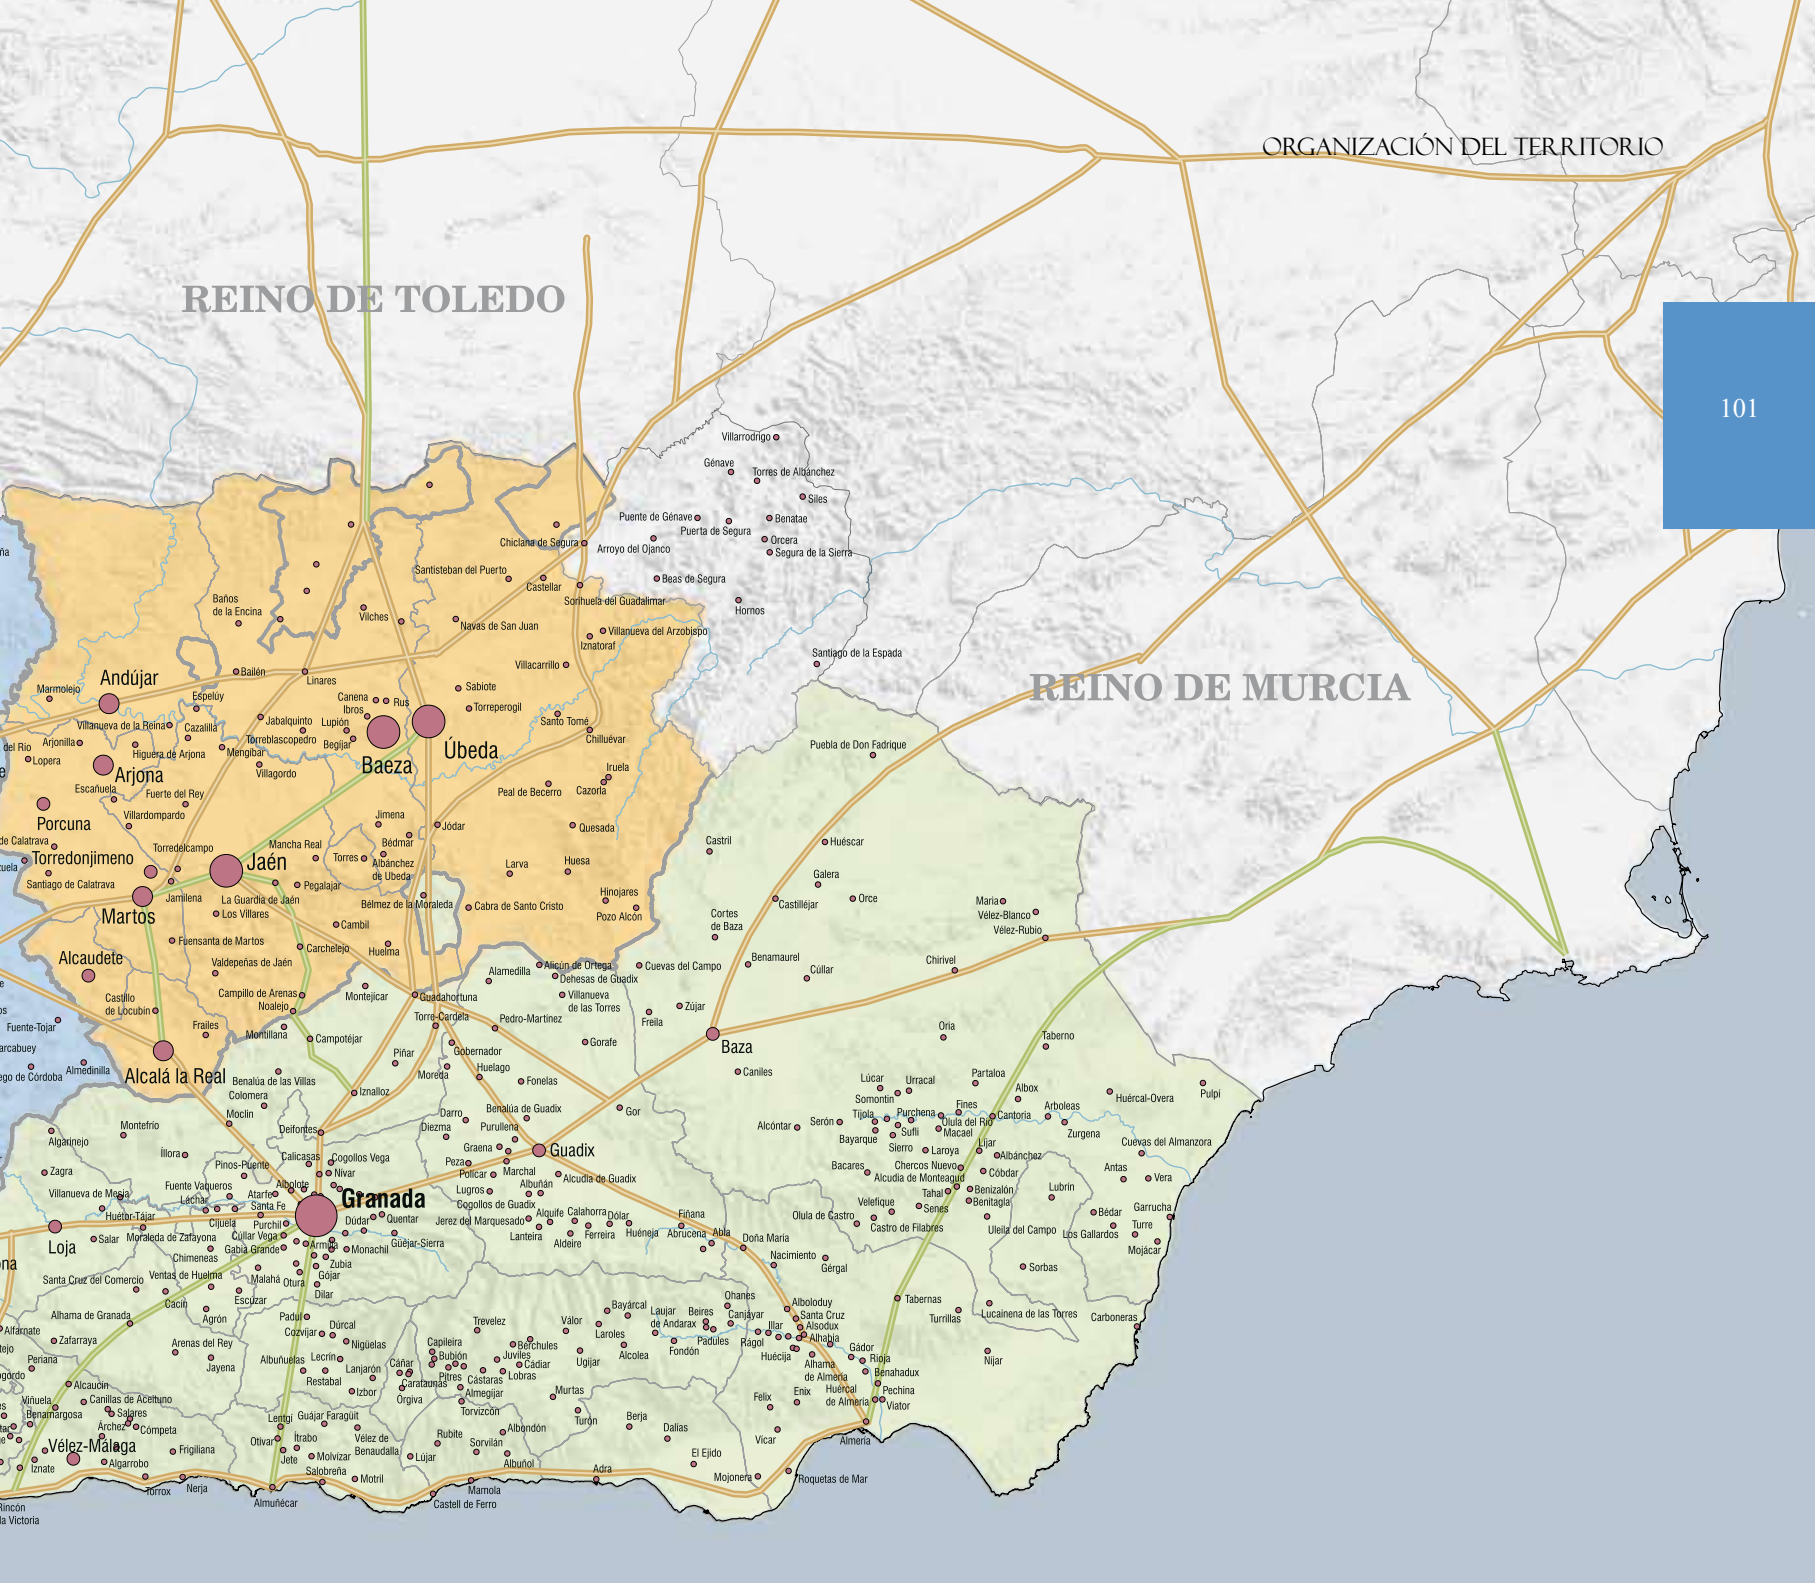 ORGANIZACIÓN DEL TERRITORIO
REINO DE TOLEDO
101
Villarrodrigo
Génave
Torres de Albánchez
Siles
Puente de Génave
Benatae
Puerta de Segura
Chiclana de Segura
Orcera
Arroyo del Ojanco
Segura de la Sierra
Santisteban del Puerto
Beas de Segura
Castellar
Baños
de la Encina
Sorihuela del Guadalimar
Hornos
Vilches
Navas de San Juan
Villanueva del Arzobispo
Iznatoraf
Santiago de la Espada
Villacarrillo
Andújar
Bailén
Linares
REINO DE MURCIA
Marmolejo
Espelúy
Canena
Rus
Sabiote
Ibros
Torreperogil
Villanueva de la Reina
Cazalilla
Jabalquinto
Lupión
Santo Tomé
Torreblascopedro
Begíjar
Chilluévar
del Río
Arjonilla
Higuera de Arjona
Mengíbar
Úbeda
Puebla de Don Fadrique
Lopera
Baeza
Arjona
Villagordo
Iruela
Escañuela
Fuerte del Rey
Peal de Becerro
Cazorla
Porcuna
Villardompardo
Jimena
Jódar
Quesada
de Calatrava
Torredelcampo
Mancha Real
Bédmar
Castril
Huéscar
Torredonjimeno
Jaén
Torres
Albánchez
de Úbeda
Larva
Huesa
Santiago de Calatrava
Pegalajar
Galera
Jamilena
La Guardia de Jaén
Bélmez de la Moraleda
Hinojares
Castilléjar
Orce
María
Martos
Los Villares
Cabra de Santo Cristo
Pozo Alcón
Cortes
de Baza
Vélez-Blanco
Cambil
Vélez-Rubio
Fuensanta de Martos
Carchelejo
Huelma
Alcaudete
Valdepeñas de Jaén
Alamedilla
Alicún de Ortega
Cuevas del Campo
Benamaurel
Chirivel
Dehesas de Guadix
Cúllar
Castillo
de Locubín
Campillo de Arenas
Montejícar
Guadahortuna
Villanueva
de las Torres
Noalejo
Zújar
Fuente-Tojar
Frailes
Montillana
Torre-Cardela
Pedro-Martínez
Freila
Oria
Campotéjar
Gobernador
Gorafe
Baza
Taberno
Almedinilla
Alcalá la Real
Píñar
Moreda
Huelago
Caniles
ego de Córdoba
Benalúa de las Villas
Fonelas
Lúcar
Urracal
Partaloa
Colomera
Iznalloz
Somontín
Albox
Huércal-Overa
Pulpí
Moclín
Darro
Benalúa de Guadix
Gor
Tíjola
Purchena
Fines
Cantoria
Arboleas
Montefrío
Deifontes
Diezma
Purullena
Alcóntar
Serón
Olula del Río
Algarinejo
Bayarque
Sufli
Macael
Zurgena
Íllora
Calicasas
Cogollos Vega
Graena
Guadix
Sierro
Laroya
Líjar
Cuevas del Almanzora
Zagra
Pinos-Puente
Nívar
Peza
Marchal
Bacares
Chercos Nuevo
Albánchez
Antas
Policar
Alcudia de Guadix
Alcudia de Monteagud
Cóbdar
Vera
Villanueva de Mesía
Fuente Vaqueros
Albolote
Lugros
Albuñán
Tahal
Benizalón
Lubrín
Láchar
Atarfe
Granada
Cogollos de Guadix
Velefique
Senes
Benitagla
Huétor-Tájar
Cijuela
Santa Fe
Dúdar
Quentar
Jerez del Marquesado
Alquife
Calahorra
Dólar
Fiñana
Olula de Castro
Castro de Filabres
Uleila del Campo
Bédar
Garrucha
Purchil
Lanteira
Ferreira
Huéneja
Abrucena
Abla
Turre
Loja
Salar
Moraleda de Zafayona
Cúllar Vega
Güejar-Sierra
Aldeire
Doña María
Los Gallardos
Gabia Grande
Armilla
Monachil
Mojácar
Chimeneas
Nacimiento
Zubia
Gérgal
Sorbas
Santa Cruz del Comercio
Ventas de Huelma
Malahá
Otura
Gójar
Dílar
Cacín
Escúzar
Ohanes
Alboloduy
Tabernas
Alhama de Granada
Agrón
Padul
Bayárcal
Laujar
de Andarax
Beires
Canjáyar
Santa Cruz
Turrillas
Lucainena de las Torres
Carboneras
Alfarnate
Dúrcal
Trevelez
Válor
Alsodux
Zafarraya
Arenas del Rey
Cozvijar
Nigüelas
Laroles
Illar
Alhabia
Capileira
Berchules
Padules
Rágol
Gádor
Periana
Jayena
Albuñuelas
Lecrín
Bubión
Juviles
Alcolea
Fondón
Huécija
Rioja
Níjar
Lanjarón
Cáñar
Pitres
Cádiar
Ugijar
Alhama
de Almería
Benahadux
Alcaucín
Restabal
Cástaras
Lobras
Carataunas
Almegíjar
Enix
Huércal
de Almería
Pechina
Viñuela
Canillas de Aceituno
Izbor
Órgiva
Murtas
Felix
Viator
Benamargosa
Salares
Lentgí
Guájar Faragüit
Torvizcón
Turón
Árchez
Cómpeta
Otívar
Ítrabo
Vélez de
Benaudalla
Rubite
Albondón
Berja
Dalías
Vícar
Almería
Vélez-Málaga
Frigiliana
Jete
Molvízar
Lújar
Sorvilán
El Ejido
Iznate
Algarrobo
Salobreña
Albuñol
Adra
Mojonera
Roquetas de Mar
Motril
Torrox
Nerja
Mamola
Almuñécar
Castell de Ferro
Rincón
la Victoria